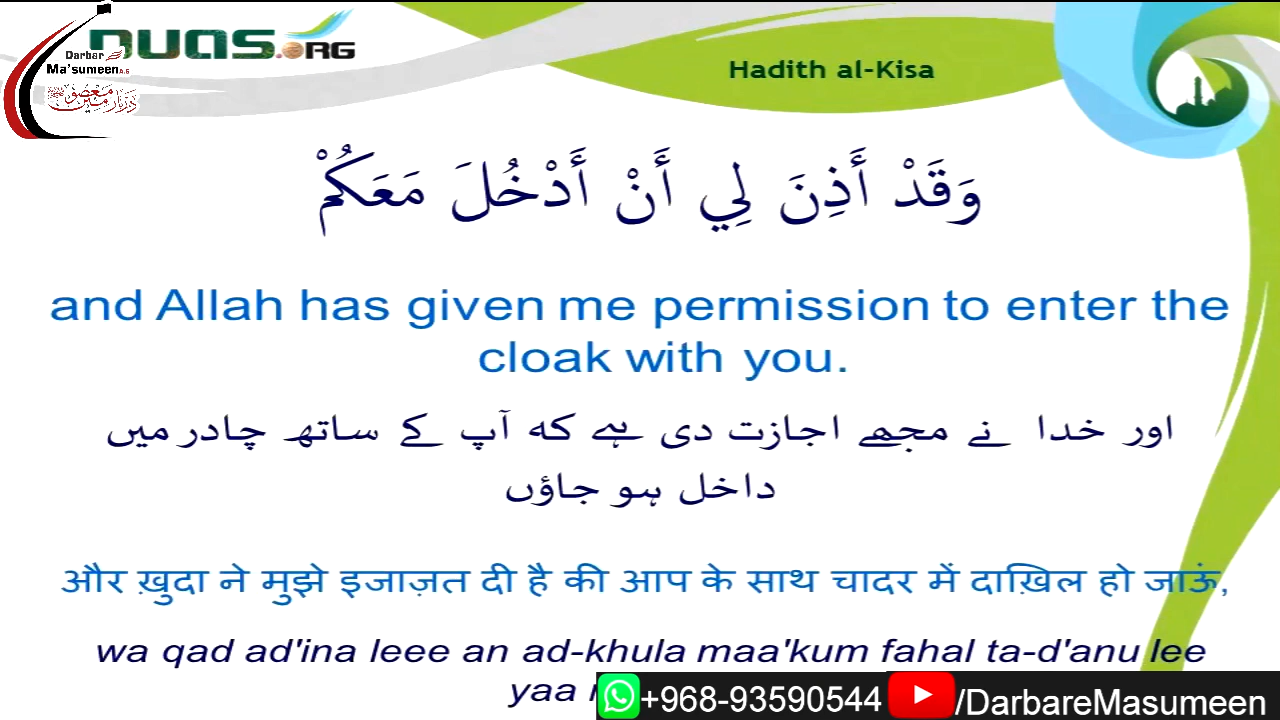 DUAS.ORG
Darbar
Ma'sumeen A.S
Hadith al-Kisa
وَقَدْ أَذِنَ لِي أَنْ أَدْخُلَ مَعَكُمْ
and Allah has given me permission to enter the
cloak with you.
اور خدا نے مجھے اجازت دی ہے کہ آپ کے ساتھ چادر میں
داخل ہو جاؤں
और ख़ुदा ने मुझे इजाज़त दी है की आप के साथ चादर में दाख़िल हो जाऊं,
wa qad ad'ina leee an ad-khula maa'kum fahal ta-d'anu lee
yaa
+968-93590544 /DarbareMasumeen